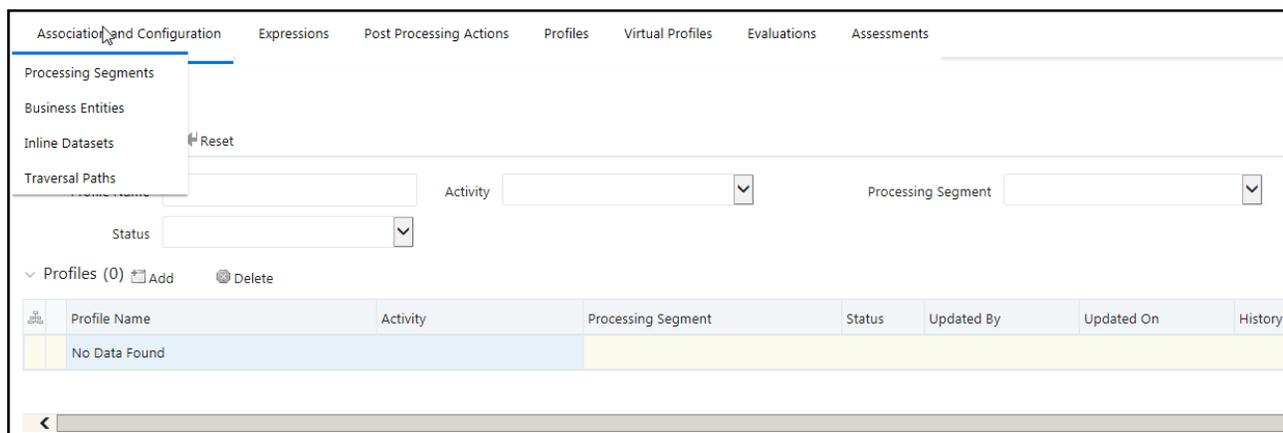 Association and Configuration Expressions Post Processing Actions Profiles Virtual Profiles Evaluations Assessments
Processing Segments
Business Entities
Inline Datasets
Reset
Traversal Paths
Activity Processing Segment
Status
Profiles (0) Add Delete
Profile Name Activity Processing Segment Status Updated By Updated On History
No Data Found